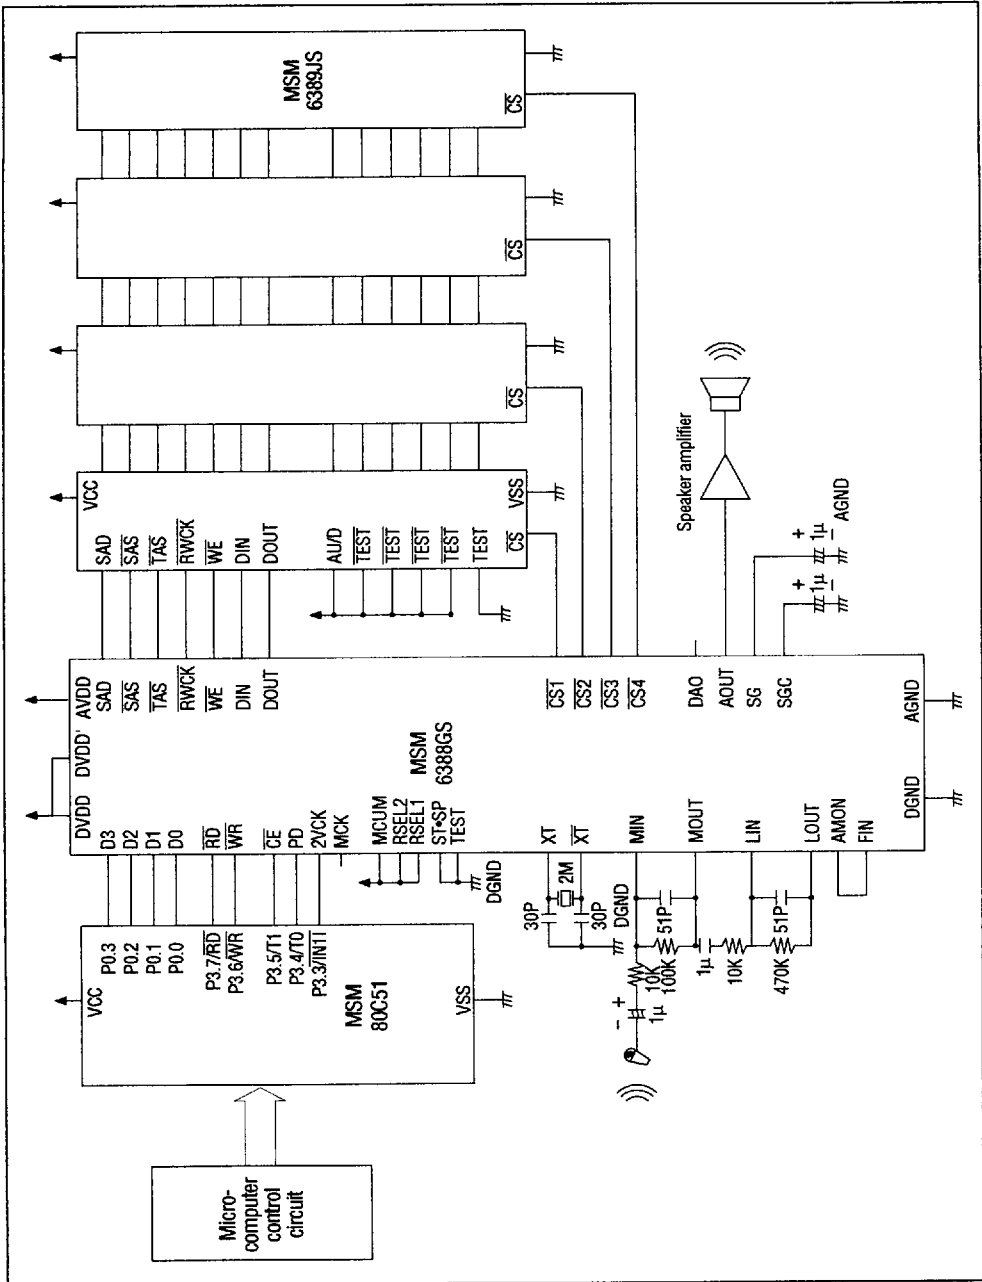 Micro-
computer
control
circuit
VCC
P0.3
P0.2
P0.1
P0.0
P3.7/RD
P3.6/WR
P3.5/T1
P3.4/T0
P3.3/IN1I
MSM
80C51
VSS
DVDD
DVDD'
AVDD
D3
D2
D1
D0
RD
WR
CE
PD
2VCK
MCK
MCUM
RSEL2
RSEL1
ST•SP
TEST
DGND
MSM
6388GS
XT
XT
MIN
MOUT
LIN
LOUT
AMON
FIN
DGND
AGND
30P
2M
30P
DGND
51P
10K
100K
1μ
10K
51P
470K
- +
1μ
SAD
SAS
TAS
RWCK
WE
DIN
DOUT
CS1
CS2
CS3
CS4
DAO
AOUT
SG
SGC
VCC
SAD
SAS
TAS
RWCK
WE
DIN
DOUT
AU/D
TEST
TEST
TEST
TEST
TEST
CS
VSS
CS
CS
MSM
6389JS
CS
Speaker amplifier
+
1μ
-
+
1μ
-
AGND